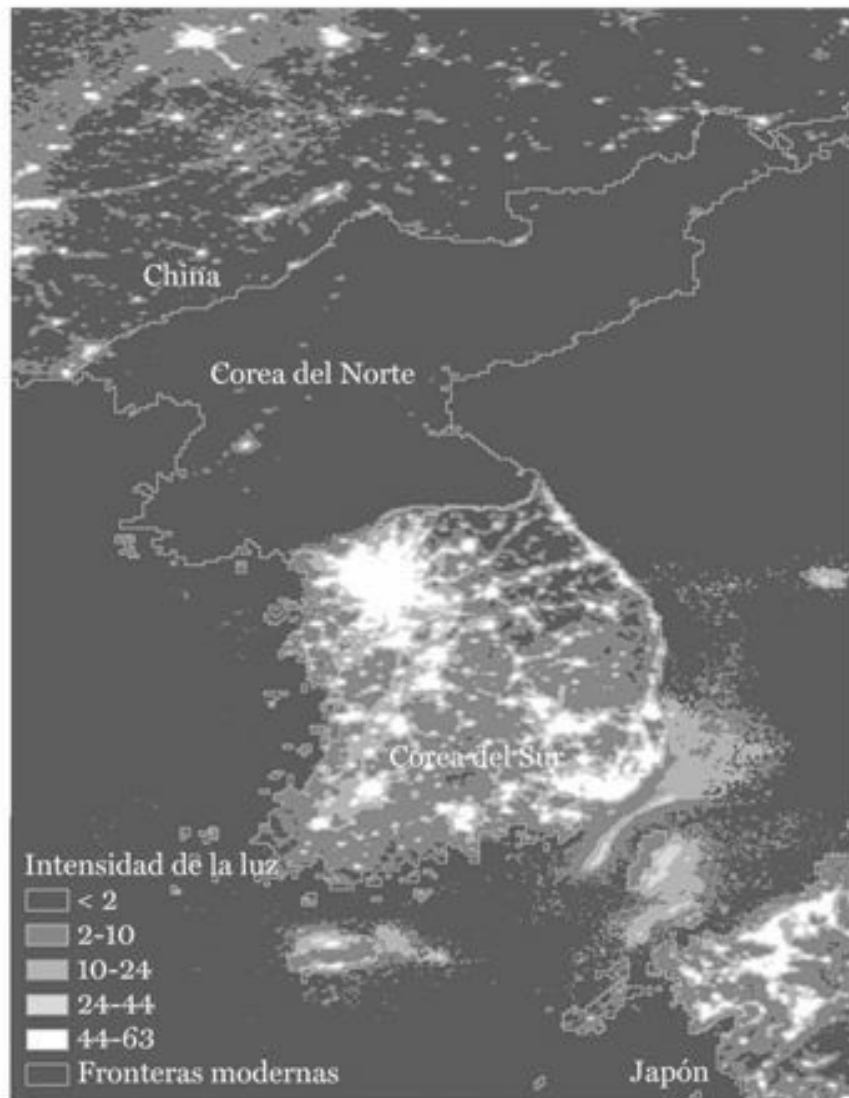 China
Corea del Norte
Corea del Sur
Intensidad de la luz
< 2
2-10
10-24
24-44
44-63
Fronteras modernas
Japón